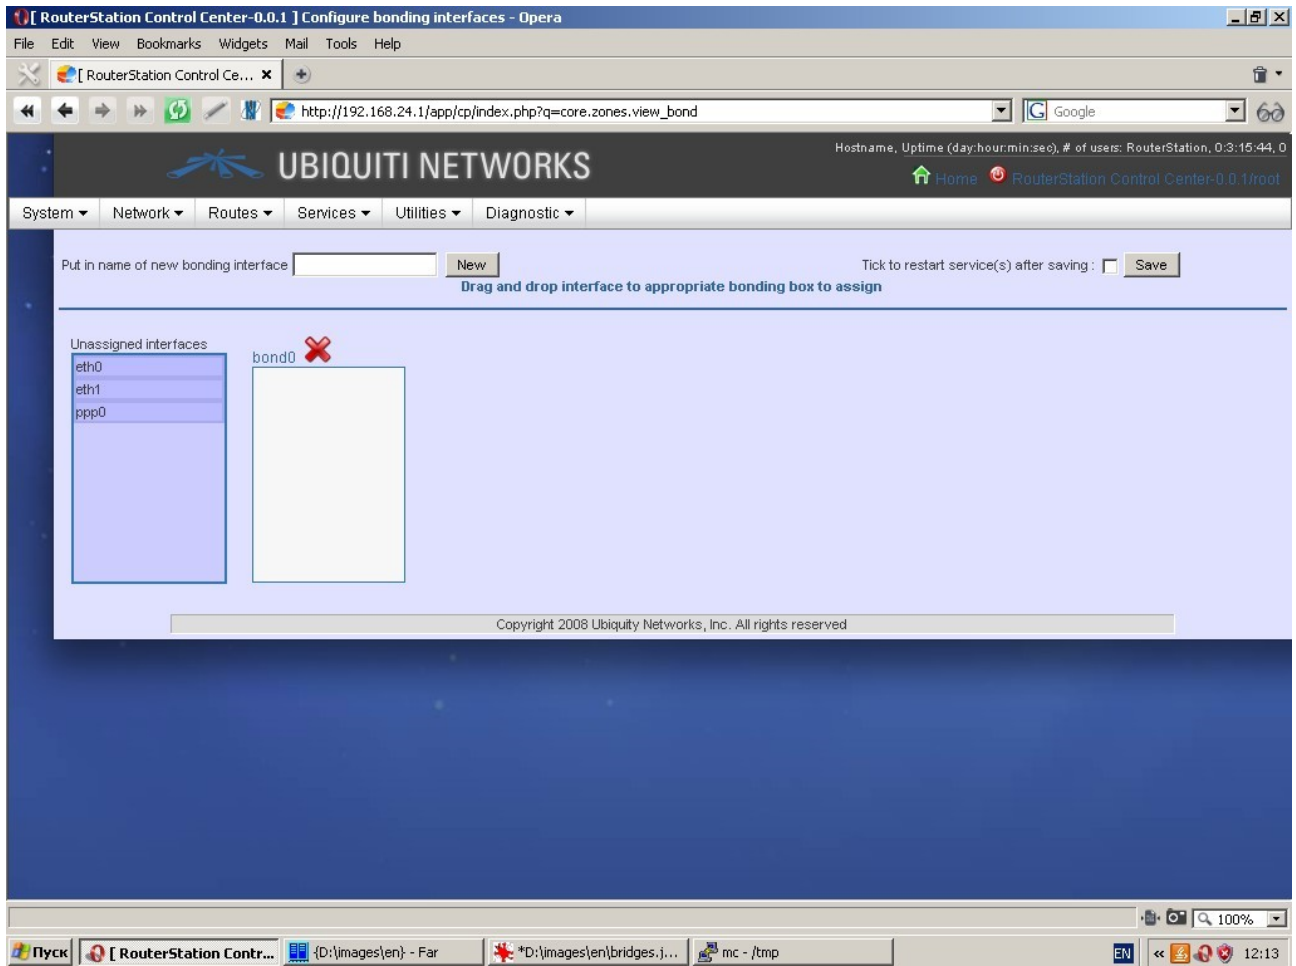 [ RouterStation Control Center-0.0.1 ] Configure bonding interfaces - Opera
File Edit View Bookmarks Widgets Mail Tools Help
[ RouterStation Control Ce...
http://192.168.24.1/app/cp/index.php?q=core.zones.view_bond
Google
Hostname, Uptime (day:hour:min:sec), # of users: RouterStation, 0:3:15:44, 0
UBIQUITI NETWORKS
Home RouterStation Control Center-0.0.1/root
System Network Routes Services Utilities Diagnostic
Put in name of new bonding interface New Tick to restart service(s) after saving : Save
Drag and drop interface to appropriate bonding box to assign
Unassigned interfaces
bond0
eth0
eth1
ppp0
Copyright 2008 Ubiquity Networks, Inc. All rights reserved
100%
Пуск [ RouterStation Contr... {D:\images\en} - Far *D:\images\en\bridges.j... mc - /tmp EN « 12:13